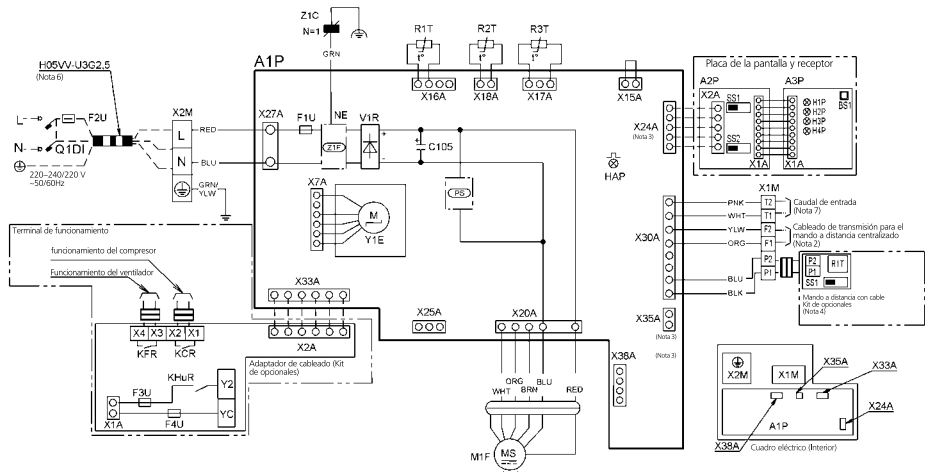 Z1C
N=1
GRN
H05VV-U3G2,5
(Nota 6)
A1P
R1T
R2T
R3T
t°
t°
t°
X16A
X18A
X17A
X15A
Placa de la pantalla y receptor
A2P
A3P
X2A
SS1
SS2
X1A
X1A
H1P
H2P
H3P
H4P
BS1
L
N
F2U
Q1DI
220~240/220 V
~50/60Hz
X2M
L
N
RED
BLU
GRN/
YLW
X27A
F1U
NE
Z1F
V1R
+
-
+
C105
PS
HAP
X24A
(Nota 3)
X7A
M
Y1E
X1M
PNK
T2
WHT
T1
YLW
F2
ORG
F1
P2
BLU
P1
BLK
Caudal de entrada
(Nota 7)
Cableado de transmisión para el
mando a distancia centralizado
(Nota 2)
X30A
P2
P1
R1T
SS1
Mando a distancia con cable
Kit de opcionales
(Nota 4)
Terminal de funcionamiento
funcionamiento del compresor
Funcionamiento del ventilador
X33A
X4
X3
X2
X1
KFR
KCR
X2A
Adaptador de cableado (Kit
de opcionales)
KHuR
Y2
YC
F3U
F4U
X1A
X25A
X20A
X35A
(Nota 3)
(Nota 3)
X38A
WHT
ORG
BRN
BLU
RED
M1F
MS
X2M
X1M
X35A
X33A
X24A
X38A
A1P
Cuadro eléctrico (Interior)